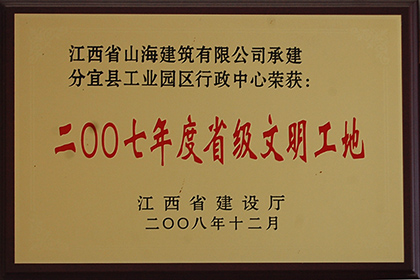 江西省山海建筑有限公司承建
分宜县工业园区行政中心荣获：
二〇〇七年度省级文明工地
江西省建设厅
二〇〇八年十二月